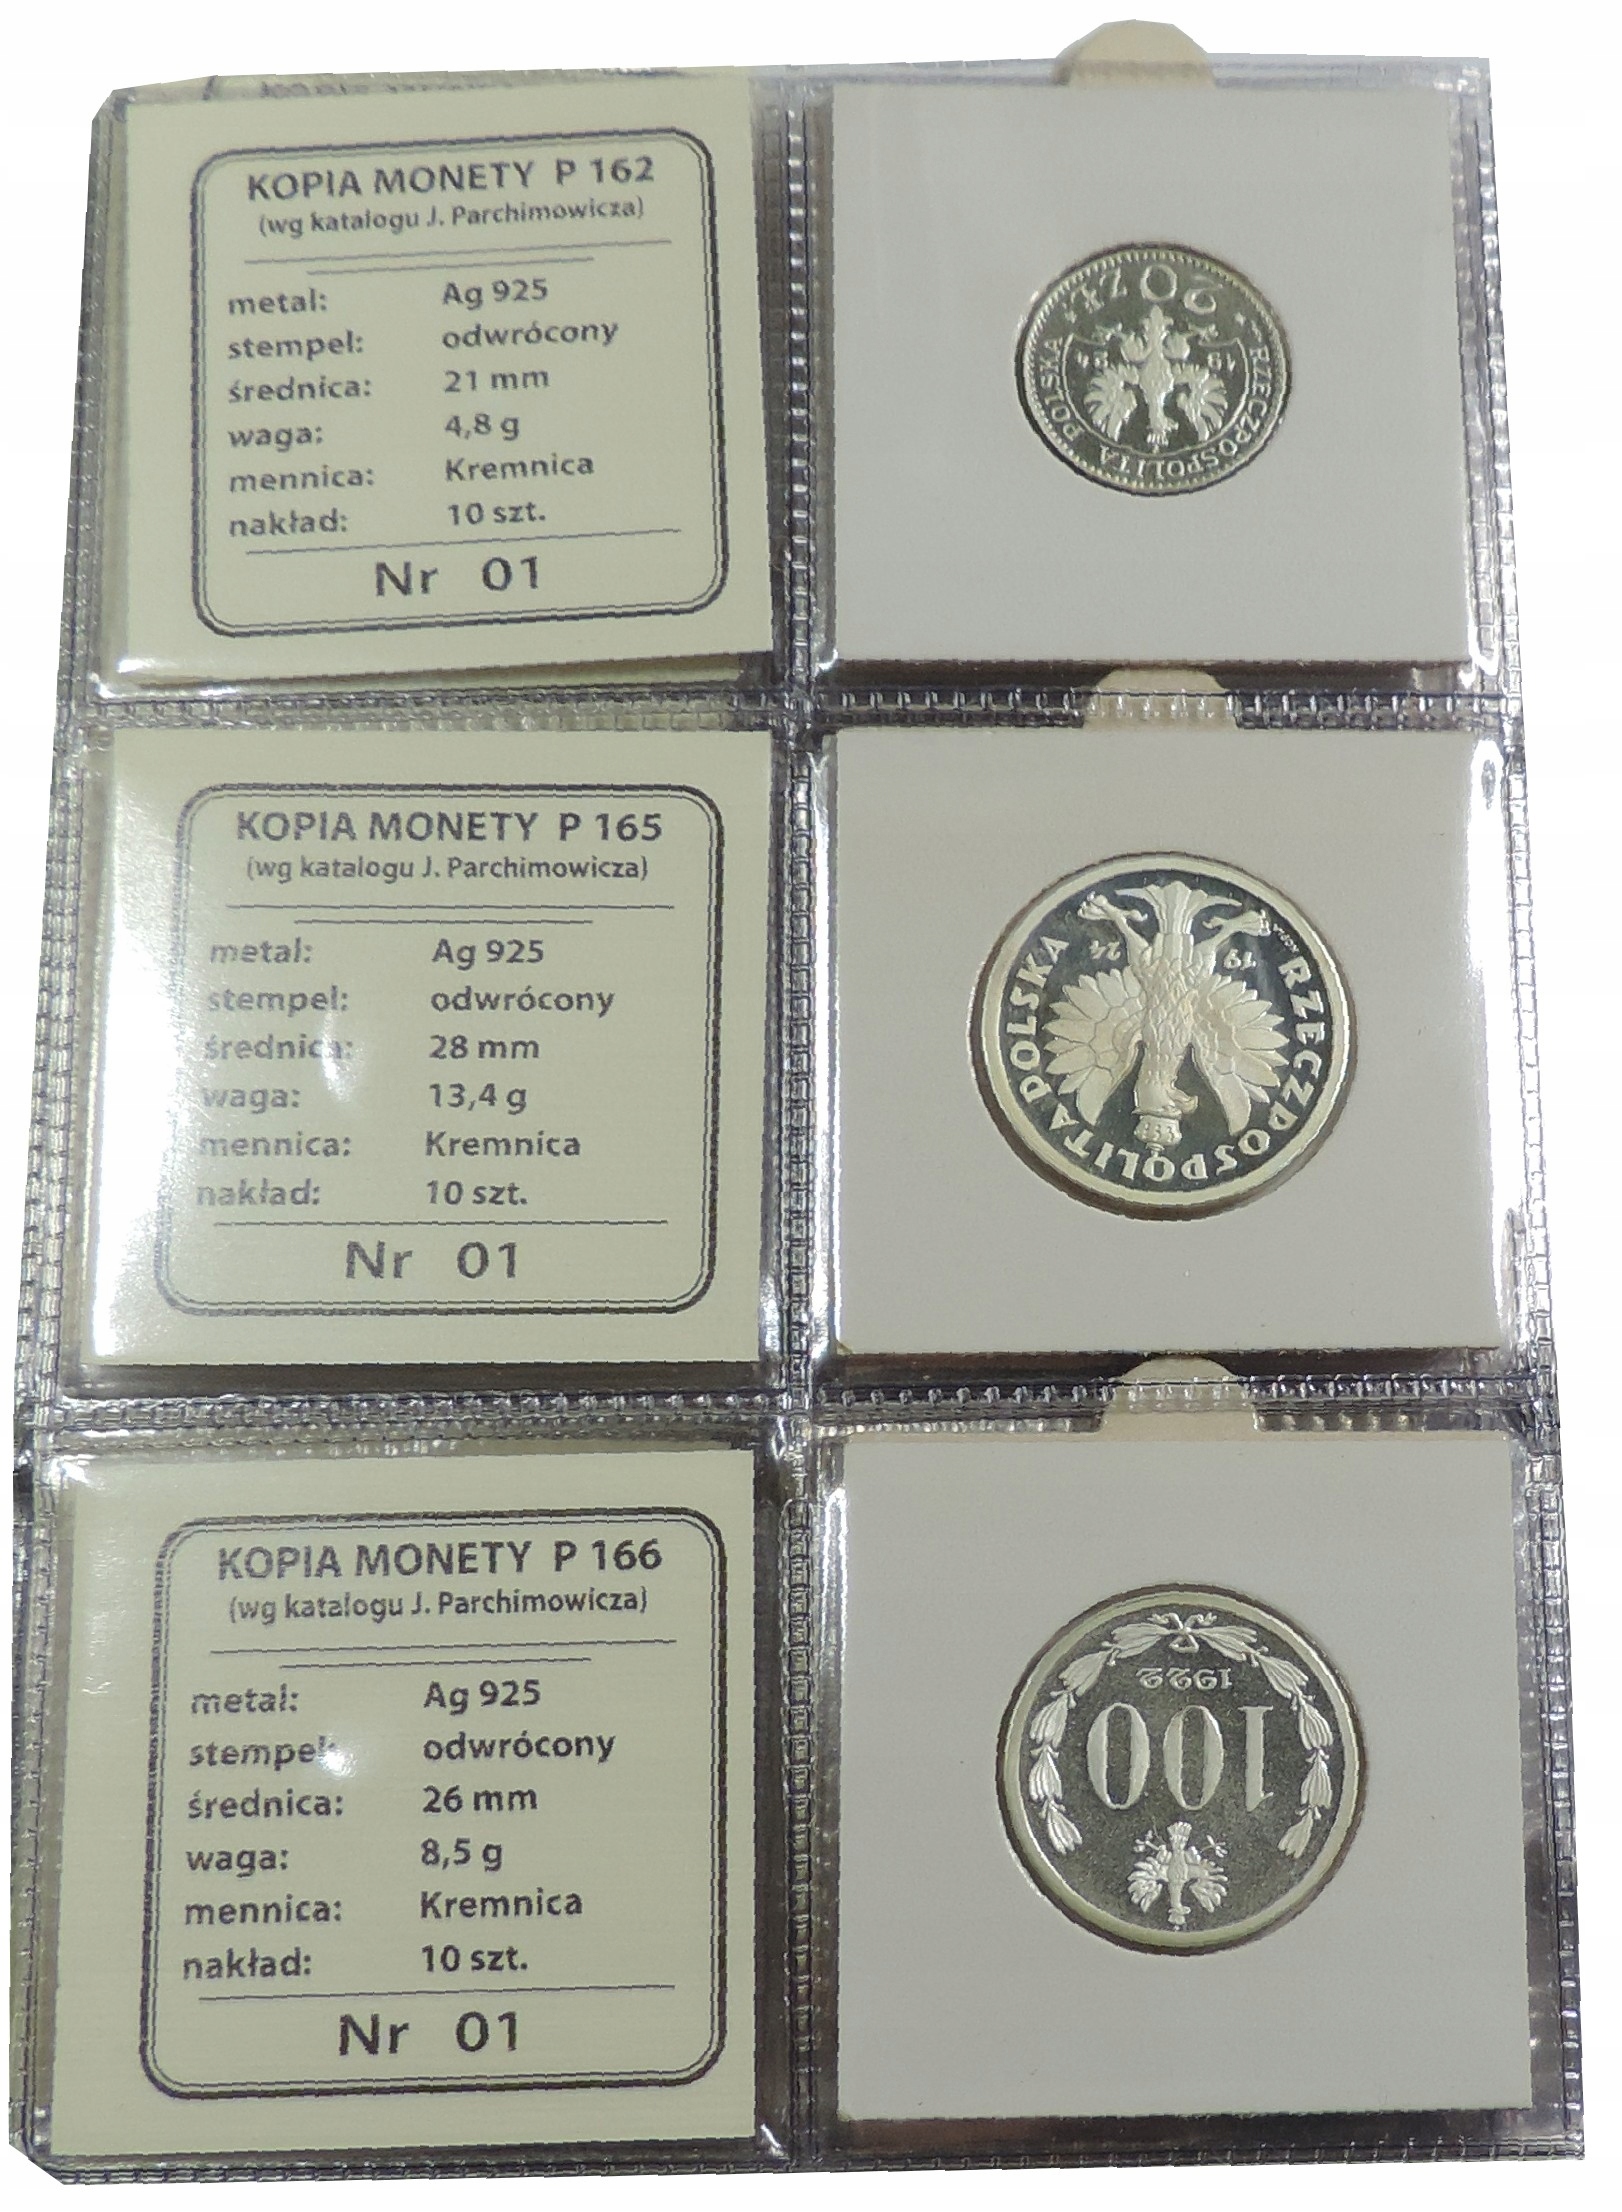 KOPIA MONETY P 162
(wg katalogu J. Parchimowicza)
metal: Ag 925
stempel: odwrócony
średnica: 21 mm
waga: 4,8 g
mennica: Kremnica
nakład: 10 szt.
Nr 01
20 ZŁ
19
RZECZPOSPOLITA POLSKA
KOPIA MONETY P 165
(wg katalogu J. Parchimowicza)
metal: Ag 925
stempel: odwrócony
średnica: 28 mm
waga: 13,4 g
mennica: Kremnica
nakład: 10 szt.
Nr 01
19 24
KOPIA
RZECZPOSPOLITA POLSKA
KOPIA MONETY P 166
(wg katalogu J. Parchimowicza)
metal: Ag 925
stempel: odwrócony
średnica: 26 mm
waga: 8,5 g
mennica: Kremnica
nakład: 10 szt.
Nr 01
1922
100